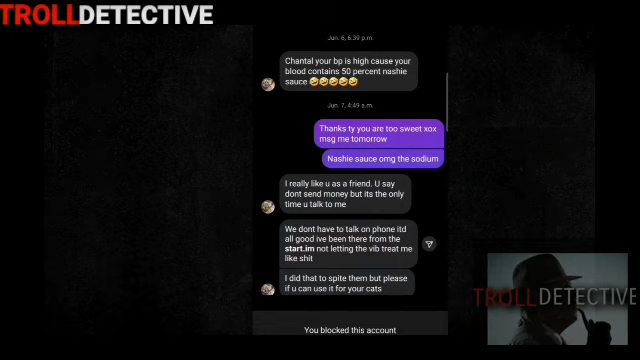 TROLLDETECTIVE
Jun. 6, 6:39 p.m.
Chantal your bp is high cause your
blood contains 50 percent nashie
sauce 🤣🤣🤣🤣🤣
Jun. 7, 4:49 a.m.
Thanks ty you are too sweet xox
msg me tomorrow
Nashie sauce omg the sodium
I really like u as a friend. U say
dont send money but its the only
time u talk to me
We dont have to talk on phone itd
all good ive been there from the
start.im not letting the vib treat me
like shit
I did that to spite them but please
if u can use it for your cats
You blocked this account
TROLLDETECTIVE